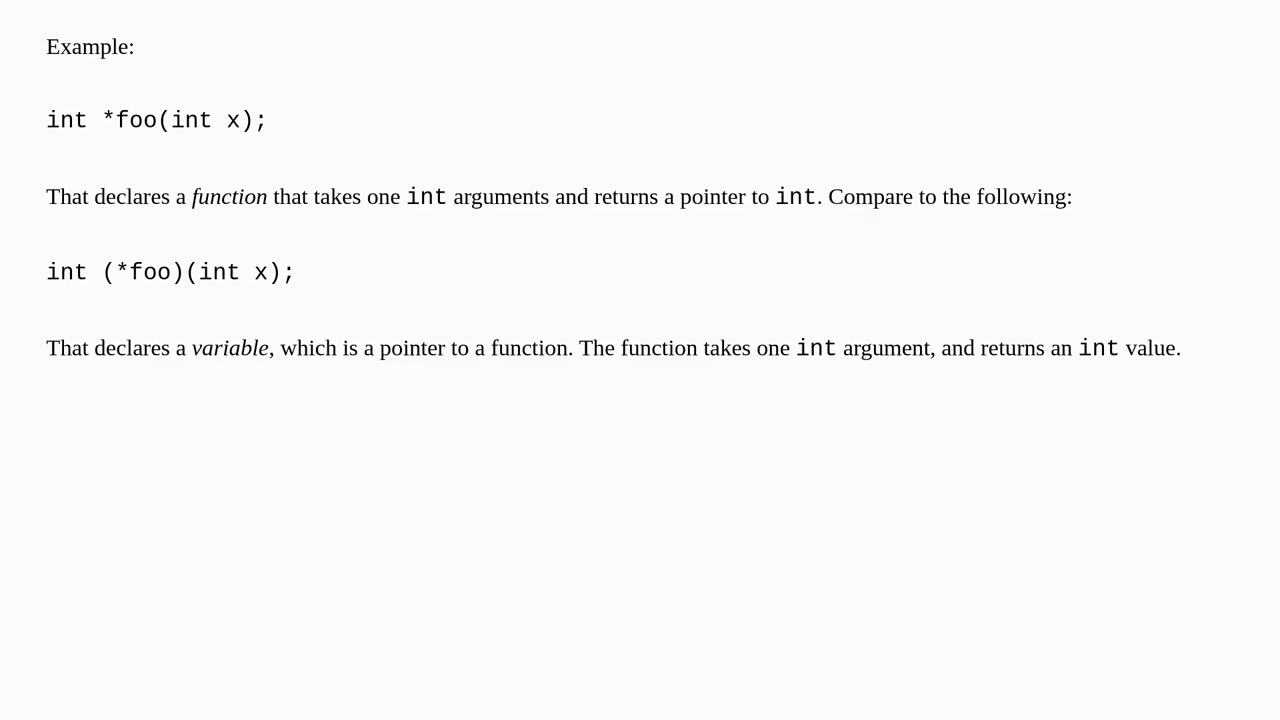 Example:
int *foo(int x);
That declares a function that takes one int arguments and returns a pointer to int. Compare to the following:
int (*foo)(int x);
That declares a variable, which is a pointer to a function. The function takes one int argument, and returns an int value.